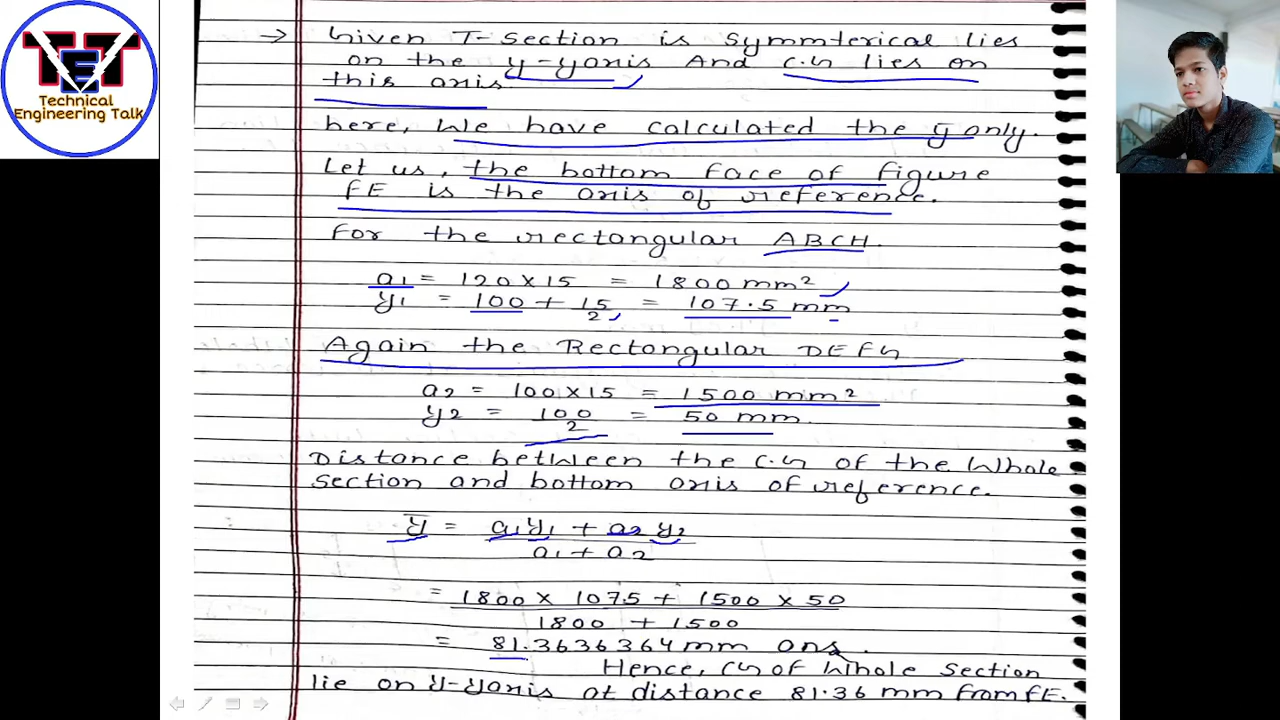 TET
Technical
Engineering Talk
→ Given T-Section is symmterical lies
on the y-yaxis And C.G lies on
this axis.
here, We have calculated the ȳ only.
Let us, the bottom face of figure
FE is the axis of reference.
For the rectangular ABCH.
a1 = 120 x 15 = 1800 mm²
y1 = 100 + 15/2 = 107.5 mm
Again the Rectangular DEFG
a2 = 100 x 15 = 1500 mm²
y2 = 100/2 = 50 mm.
Distance between the C.G of the Whole
section and bottom axis of reference.
ȳ = a1y1 + a2y2
a1 + a2
= 1800 x 107.5 + 1500 x 50
1800 + 1500
= 81.3636364 mm ans.
Hence, CG of Whole Section
lie on Y-Yaxis at distance 81.36 mm from FE.